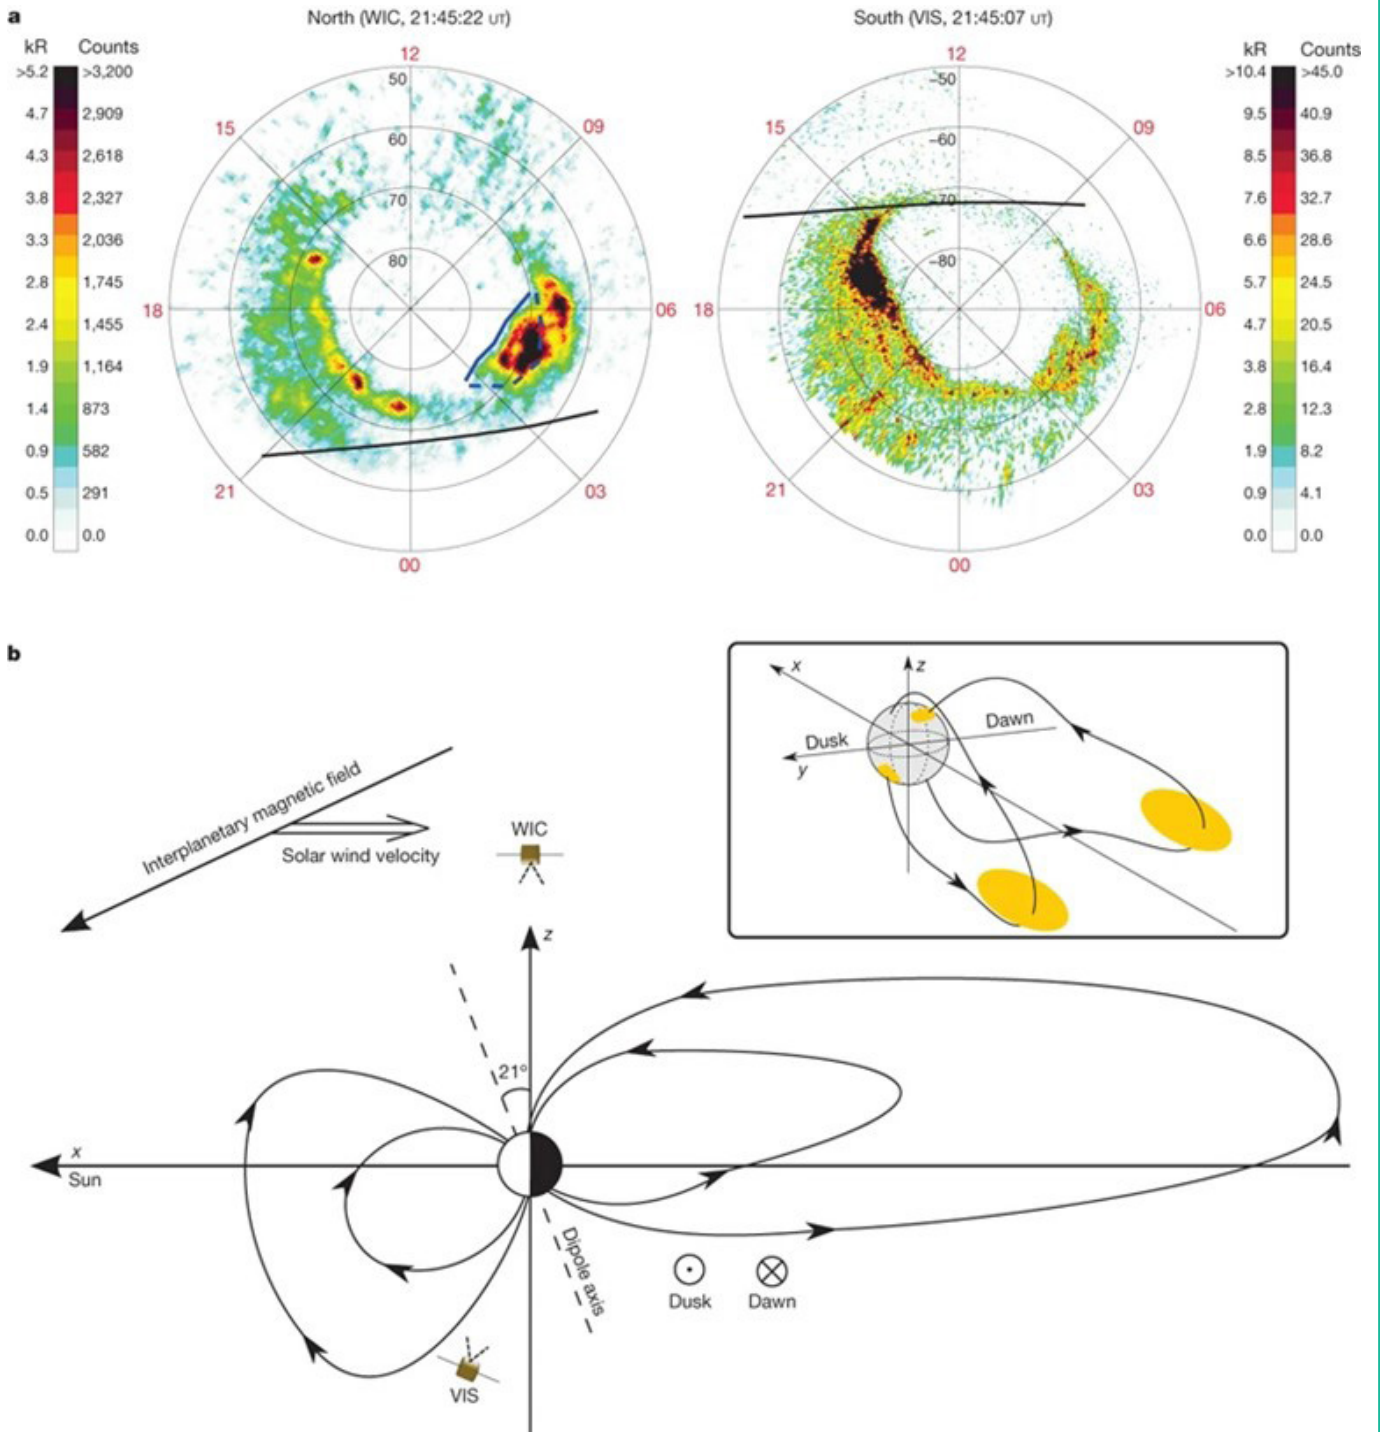 a
North (WIC, 21:45:22 UT)
South (VIS, 21:45:07 UT)
kR Counts
>5.2 >3,200
4.7 2,909
4.3 2,618
3.8 2,327
3.3 2,036
2.8 1,745
2.4 1,455
1.9 1,164
1.4 873
0.9 582
0.5 291
0.0 0.0
12
50
15
09
60
70
80
18
06
21
03
00
12
–50
15
09
–60
–70
–80
18
06
21
03
00
kR Counts
>10.4 >45.0
9.5 40.9
8.5 36.8
7.6 32.7
6.6 28.6
5.7 24.5
4.7 20.5
3.8 16.4
2.8 12.3
1.9 8.2
0.9 4.1
0.0 0.0
b
Interplanetary magnetic field
Solar wind velocity
WIC
x
z
Dawn
Dusk
y
z
21°
x
Sun
Dipole axis
Dusk
Dawn
VIS